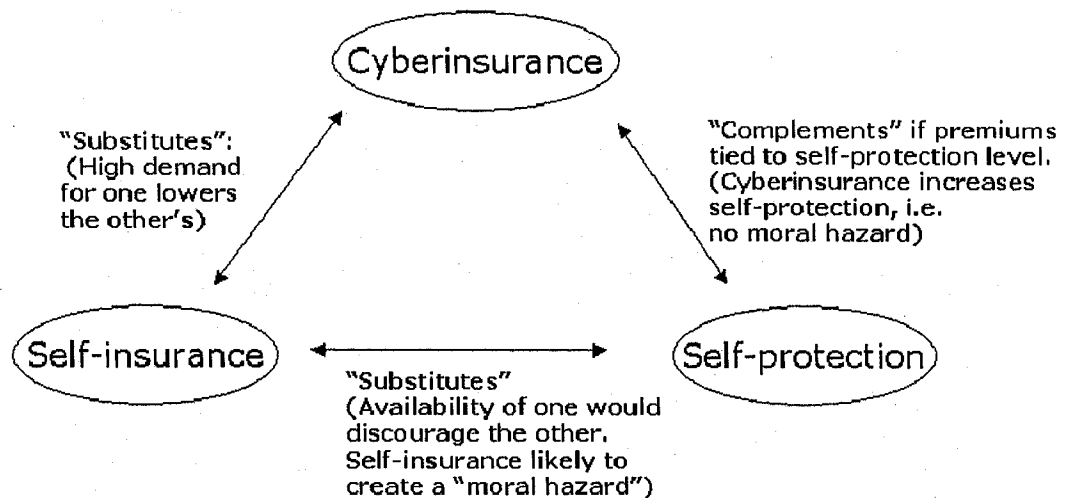 Cyberinsurance
"Substitutes":
(High demand
for one lowers
the other's)
"Complements" if premiums
tied to self-protection level.
(Cyberinsurance increases
self-protection, i.e.
no moral hazard)
Self-insurance
Self-protection
"Substitutes"
(Availability of one would
discourage the other.
Self-insurance likely to
create a "moral hazard")